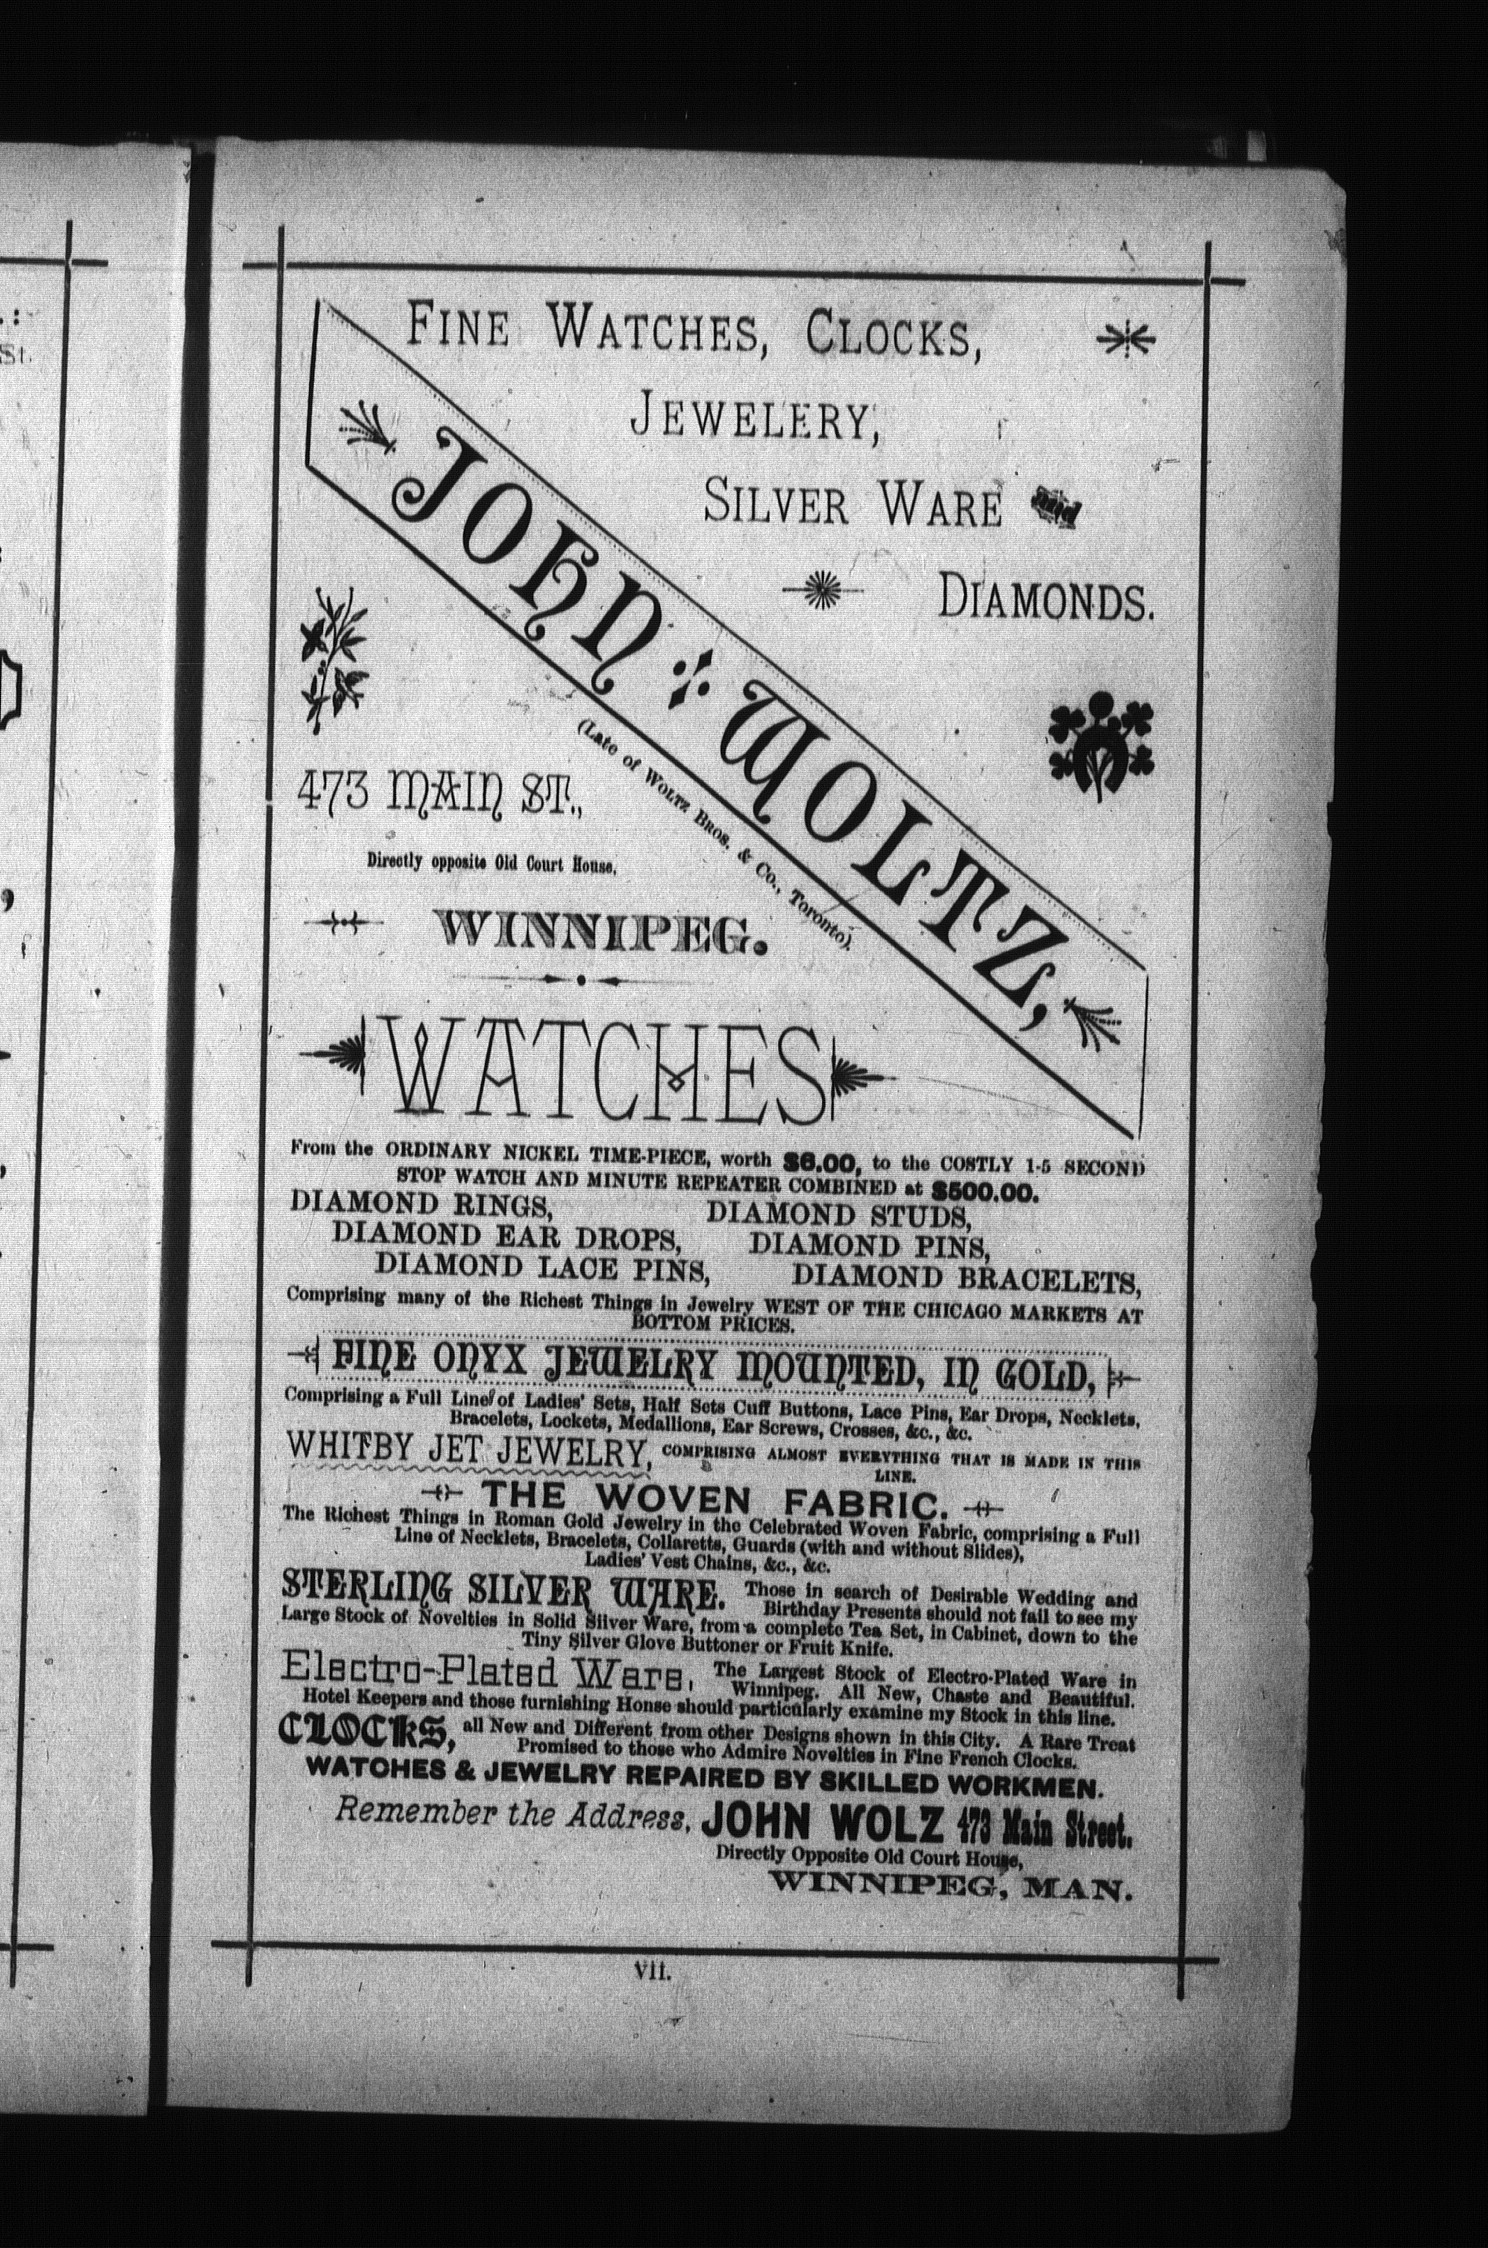 FINE WATCHES, CLOCKS,
JEWELERY,
SILVER WARE and
DIAMONDS.
JOHN WOLTZ,
(Late of WOLTZ BROS. & Co., Toronto).
473 MAIN ST.,
Directly opposite Old Court House,
WINNIPEG.
WATCHES
From the ORDINARY NICKEL TIME-PIECE, worth $6.00, to the COSTLY 1-5 SECOND
STOP WATCH AND MINUTE REPEATER COMBINED at $500.00.
DIAMOND RINGS, DIAMOND STUDS,
DIAMOND EAR DROPS, DIAMOND PINS,
DIAMOND LACE PINS, DIAMOND BRACELETS,
Comprising many of the Richest Things in Jewelry WEST OF THE CHICAGO MARKETS AT
BOTTOM PRICES.
FINE ONYX JEWELRY MOUNTED, IN GOLD,
Comprising a Full Line of Ladies' Sets, Half Sets Cuff Buttons, Lace Pins, Ear Drops, Necklets,
Bracelets, Lockets, Medallions, Ear Screws, Crosses, &c., &c.
WHITBY JET JEWELRY, COMPRISING ALMOST EVERYTHING THAT IS MADE IN THIS
LINE.
THE WOVEN FABRIC.
The Richest Things in Roman Gold Jewelry in the Celebrated Woven Fabric, comprising a Full
Line of Necklets, Bracelets, Collaretts, Guards (with and without Slides),
Ladies' Vest Chains, &c., &c.
STERLING SILVER WARE. Those in search of Desirable Wedding and
Birthday Presents should not fail to see my
Large Stock of Novelties in Solid Silver Ware, from a complete Tea Set, in Cabinet, down to the
Tiny Silver Glove Buttoner or Fruit Knife.
Electro-Plated Ware, The Largest Stock of Electro-Plated Ware in
Winnipeg. All New, Chaste and Beautiful.
Hotel Keepers and those furnishing Honse should particularly examine my Stock in this line.
CLOCKS, all New and Different from other Designs shown in this City. A Rare Treat
Promised to those who Admire Novelties in Fine French Clocks.
WATCHES & JEWELRY REPAIRED BY SKILLED WORKMEN.
Remember the Address, JOHN WOLZ 473 Main Street.
Directly Opposite Old Court House,
WINNIPEG, MAN.
VII.
St.